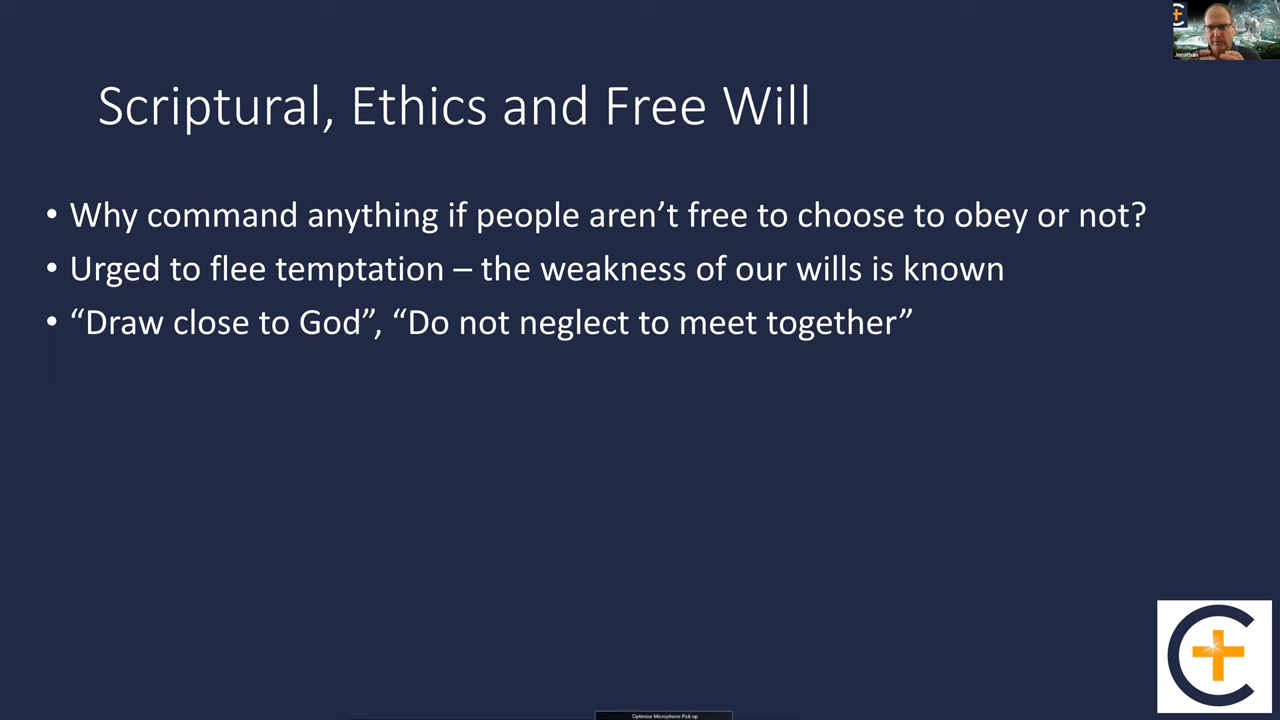 Jonathan
Scriptural, Ethics and Free Will
• Why command anything if people aren’t free to choose to obey or not?
• Urged to flee temptation – the weakness of our wills is known
• “Draw close to God”, “Do not neglect to meet together”
Optimize Microphone Pick up